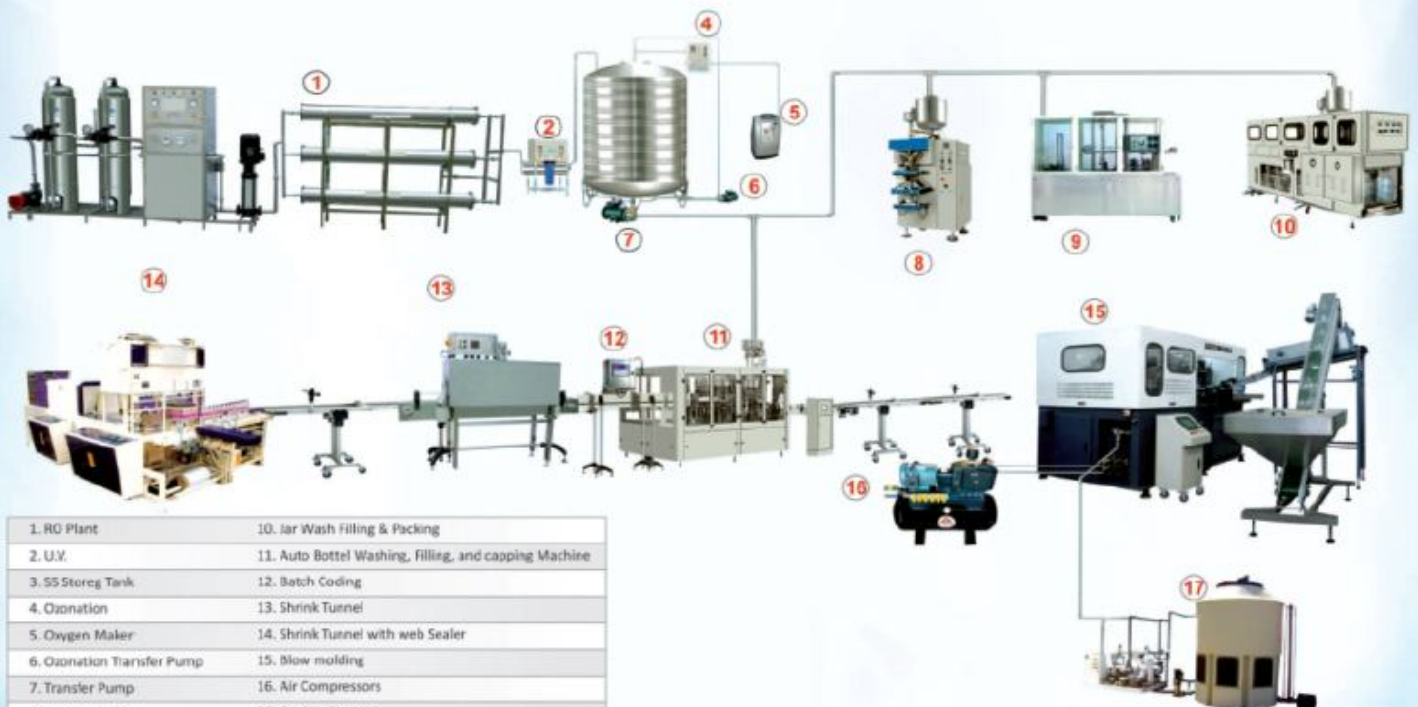 4
1
2
5
6
7
8
9
10
14
13
12
11
15
16
17
1. RO Plant
10. Jar Wash Filling & Packing
2. U.V.
11. Auto Bottel Washing, Filling, and capping Machine
3. SS Storeg Tank
12. Batch Coding
4. Ozonation
13. Shrink Tunnel
5. Oxygen Maker
14. Shrink Tunnel with web Sealer
6. Ozonation Transfer Pump
15. Blow molding
7. Transfer Pump
16. Air Compressors